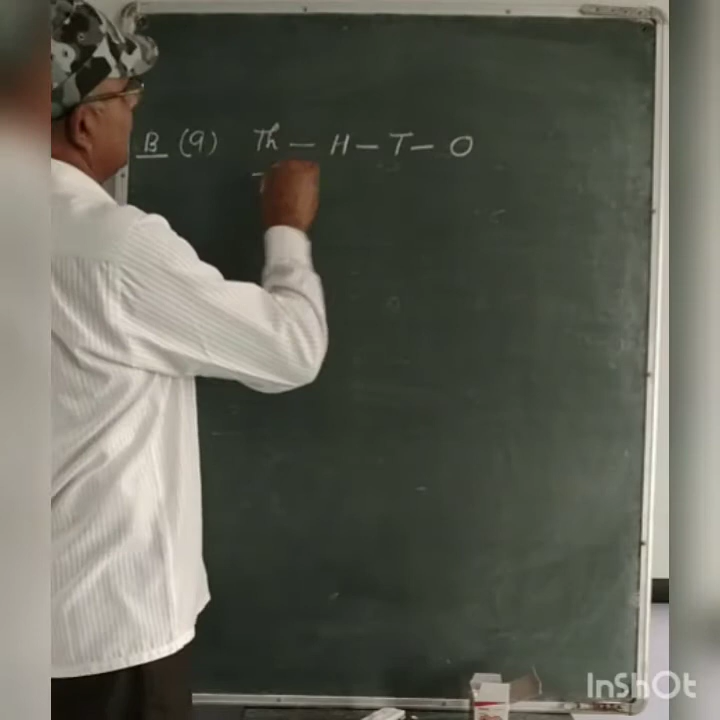 B (9) Th — H — T — O
InShOt